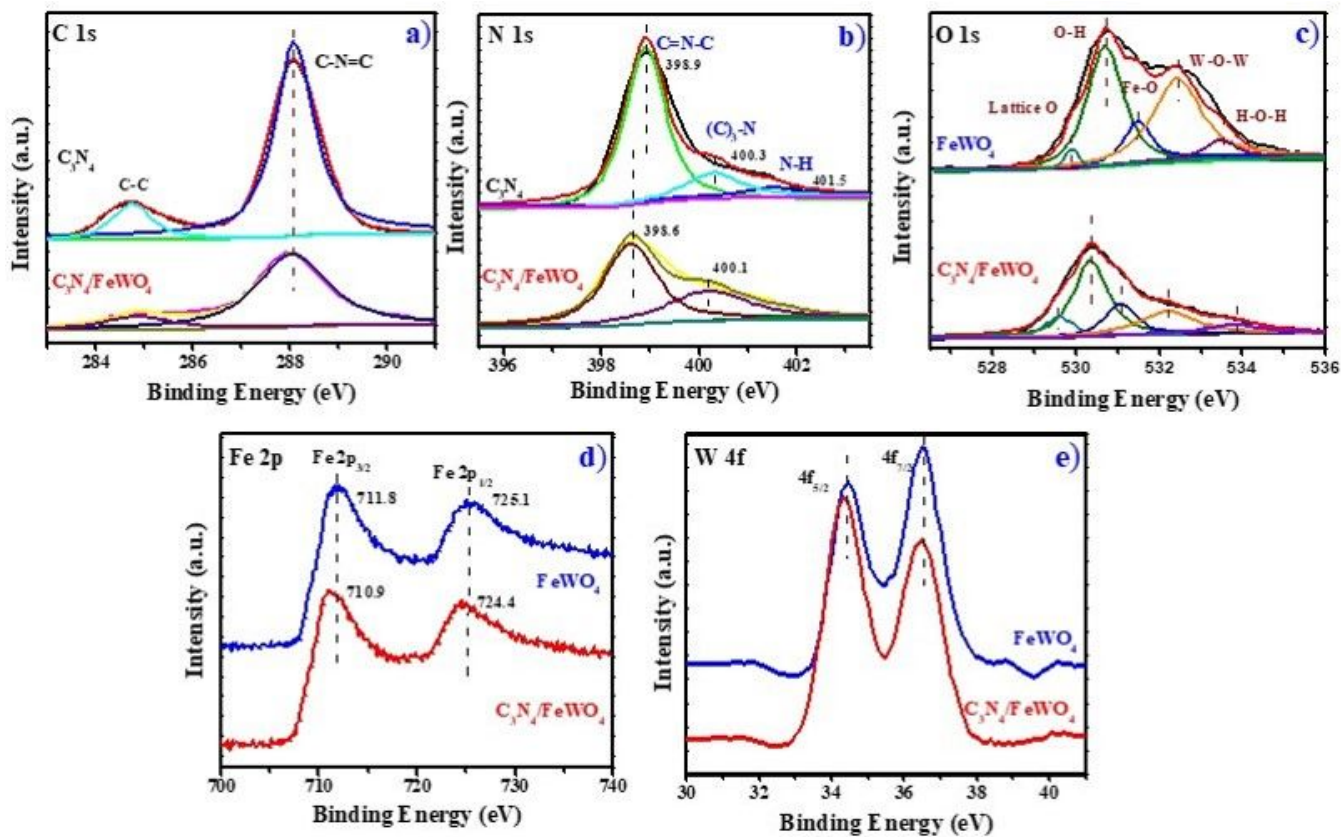 C 1s
a)
C-N=C
C₃N₄
C-C
C₃N₄/FeWO₄
Intensity (a.u.)
284 286 288 290
Binding Energy (eV)
N 1s
b)
C=N-C
398.9
(C)₃-N
400.3
N-H
401.5
C₃N₄
398.6
400.1
C₃N₄/FeWO₄
Intensity (a.u.)
396 398 400 402
Binding Energy (eV)
O 1s
c)
O-H
W-O-W
Fe-O
Lattice O
H-O-H
FeWO₄
C₃N₄/FeWO₄
Intensity (a.u.)
528 530 532 534 536
Binding Energy (eV)
Fe 2p
d)
Fe 2p₃/₂
711.8
Fe 2p₁/₂
725.1
FeWO₄
710.9
724.4
C₃N₄/FeWO₄
Intensity (a.u.)
700 710 720 730 740
Binding Energy (eV)
W 4f
e)
4f₅/₂
4f₇/₂
FeWO₄
C₃N₄/FeWO₄
Intensity (a.u.)
30 32 34 36 38 40
Binding Energy (eV)